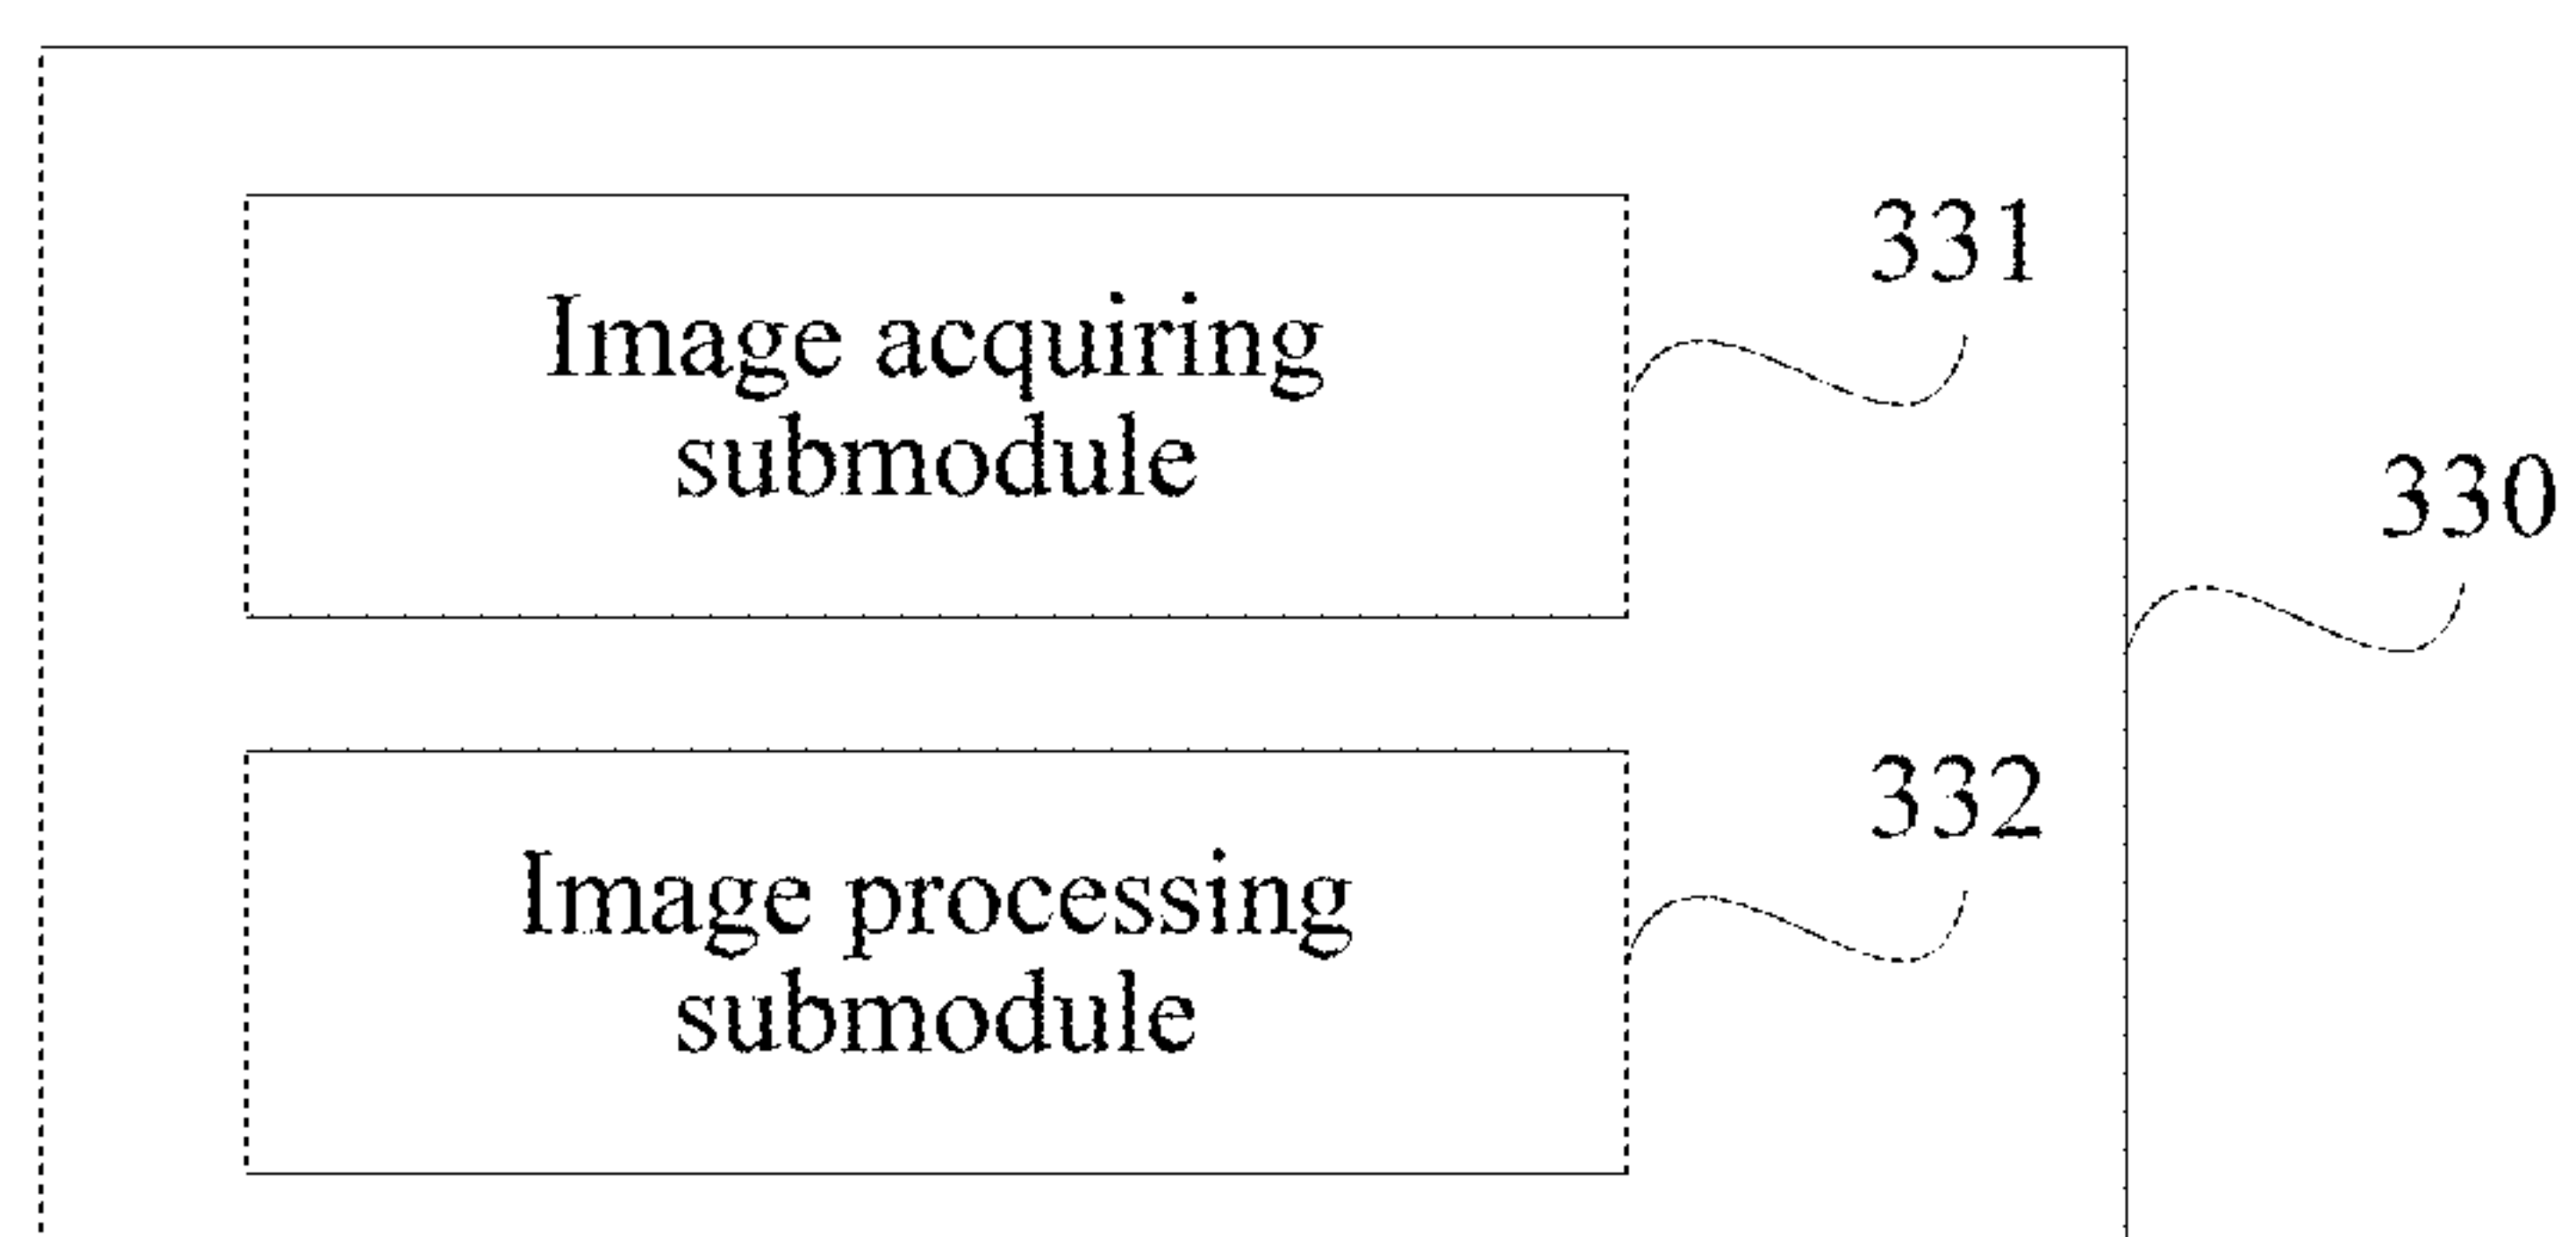 331
Image acquiring
submodule
330
332
Image processing
submodule